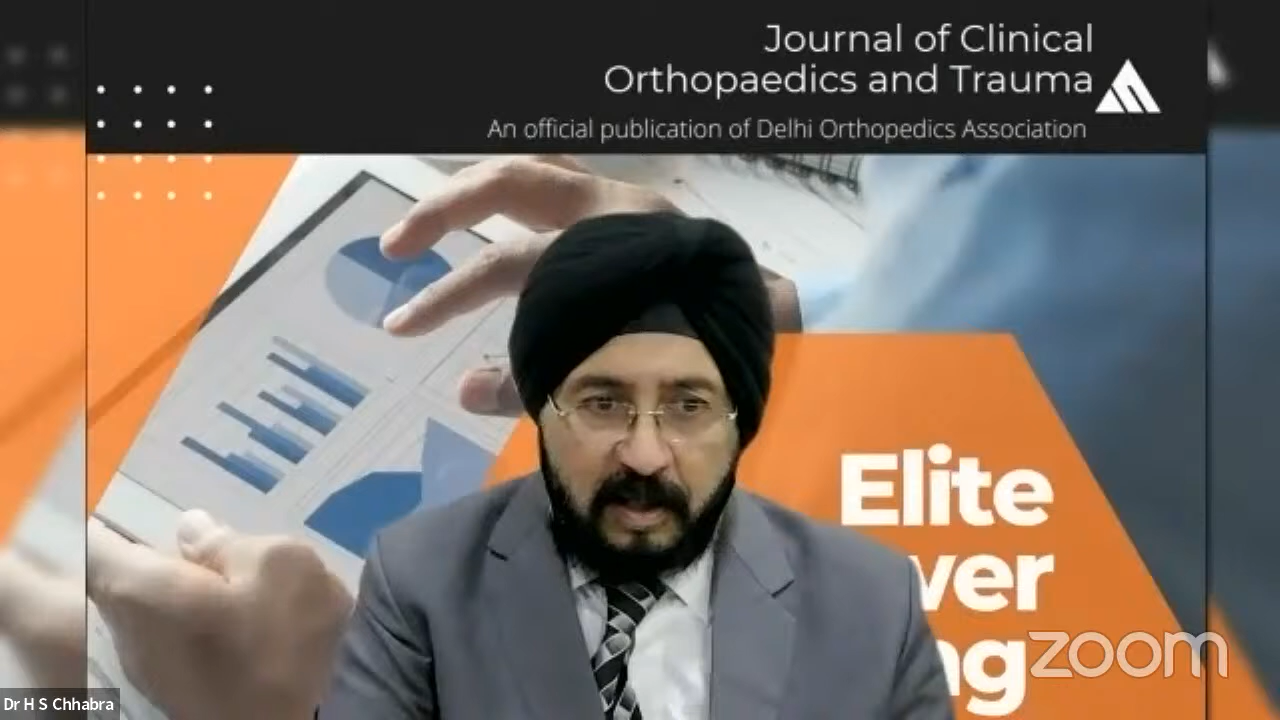 Journal of Clinical
Orthopaedics and Trauma
An official publication of Delhi Orthopedics Association
Elite
zoom
Dr H S Chhabra